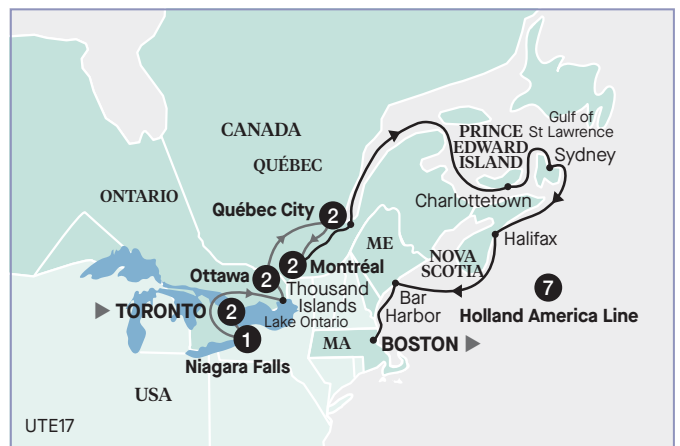 CANADA
QUÉBEC
ONTARIO
PRINCE
EDWARD
ISLAND
Gulf of
St Lawrence
Sydney
Charlottetown
Québec City 2
Halifax
ME
NOVA
SCOTIA
Ottawa 2
2 Montréal
Thousand
Islands
Lake Ontario
TORONTO 2
1
Niagara Falls
Bar
Harbor
7
Holland America Line
MA
BOSTON
USA
UTE17